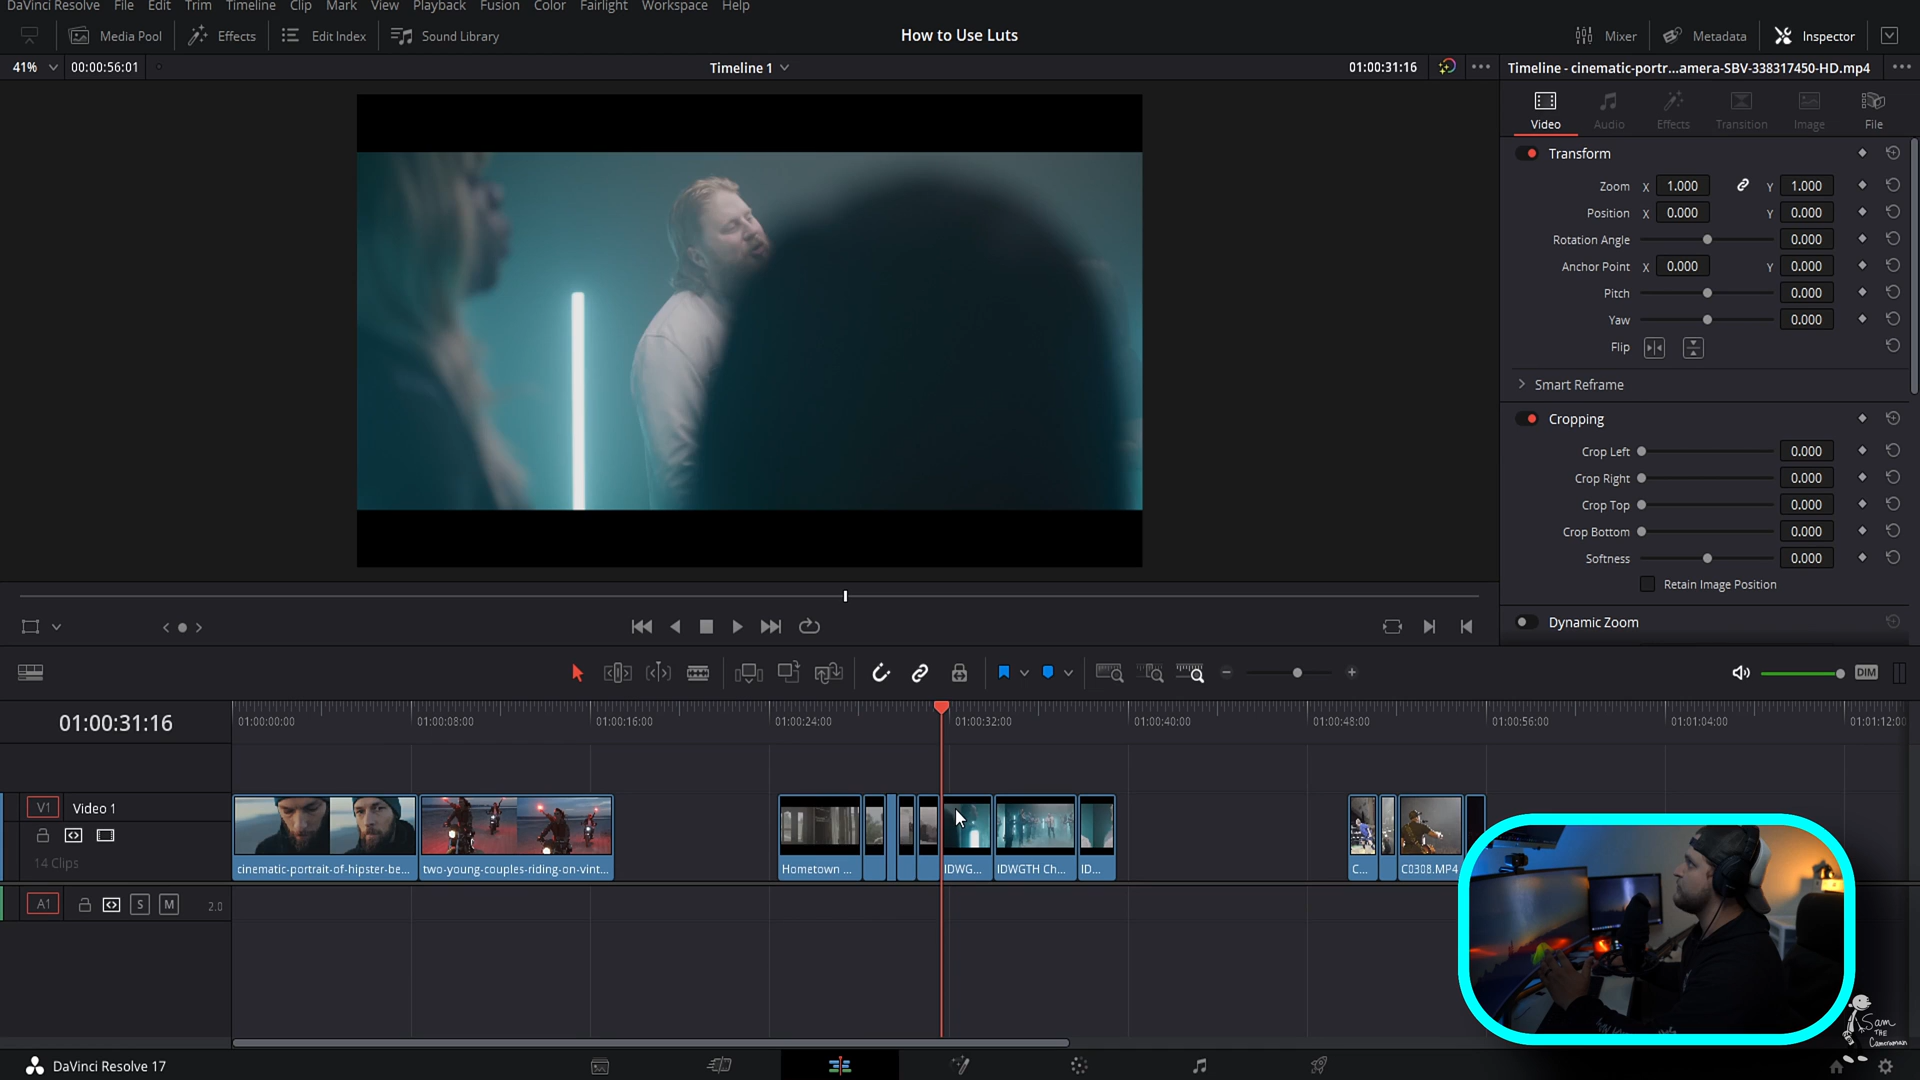 DaVinci Resolve File Edit Trim Timeline Clip Mark View Playback Fusion Color Fairlight Workspace Help
Media Pool Effects Edit Index Sound Library How to Use Luts Mixer Metadata Inspector
41% 00:00:56:01 Timeline 1 01:00:31:16 Timeline - cinematic-portr...amera-SBV-338317450-HD.mp4
Video Audio Effects Transition Image File
Transform
Zoom X 1.000 Y 1.000
Position X 0.000 Y 0.000
Rotation Angle 0.000
Anchor Point X 0.000 Y 0.000
Pitch 0.000
Yaw 0.000
Flip
Smart Reframe
Cropping
Crop Left 0.000
Crop Right 0.000
Crop Top 0.000
Crop Bottom 0.000
Softness 0.000
Retain Image Position
Dynamic Zoom
DIM
01:00:31:16 01:00:00:00 01:00:08:00 01:00:16:00 01:00:24:00 01:00:32:00 01:00:40:00 01:00:48:00 01:00:56:00 01:01:04:00 01:01:12:00
V1 Video 1
14 Clips
cinematic-portrait-of-hipster-be... two-young-couples-riding-on-vint... Hometown ... IDWG... IDWGTH Ch... ID... C... C0308.MP4
A1 S M 2.0
Sam
THE
Cameraman
DaVinci Resolve 17